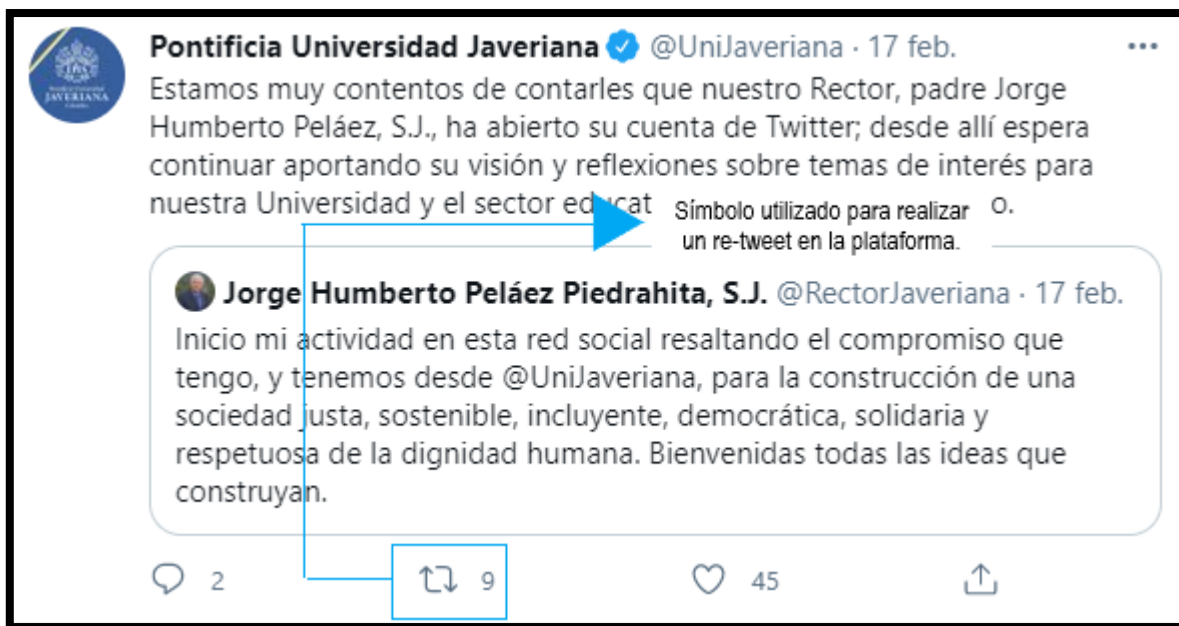 Pontificia Universidad Javeriana @UniJaveriana · 17 feb.
Estamos muy contentos de contarles que nuestro Rector, padre Jorge
Humberto Peláez, S.J., ha abierto su cuenta de Twitter; desde allí espera
continuar aportando su visión y reflexiones sobre temas de interés para
nuestra Universidad y el sector educat o.
Símbolo utilizado para realizar
un re-tweet en la plataforma.
Jorge Humberto Peláez Piedrahita, S.J. @RectorJaveriana · 17 feb.
Inicio mi actividad en esta red social resaltando el compromiso que
tengo, y tenemos desde @UniJaveriana, para la construcción de una
sociedad justa, sostenible, incluyente, democrática, solidaria y
respetuosa de la dignidad humana. Bienvenidas todas las ideas que
construyan.
2 9 45
JAVERIANA